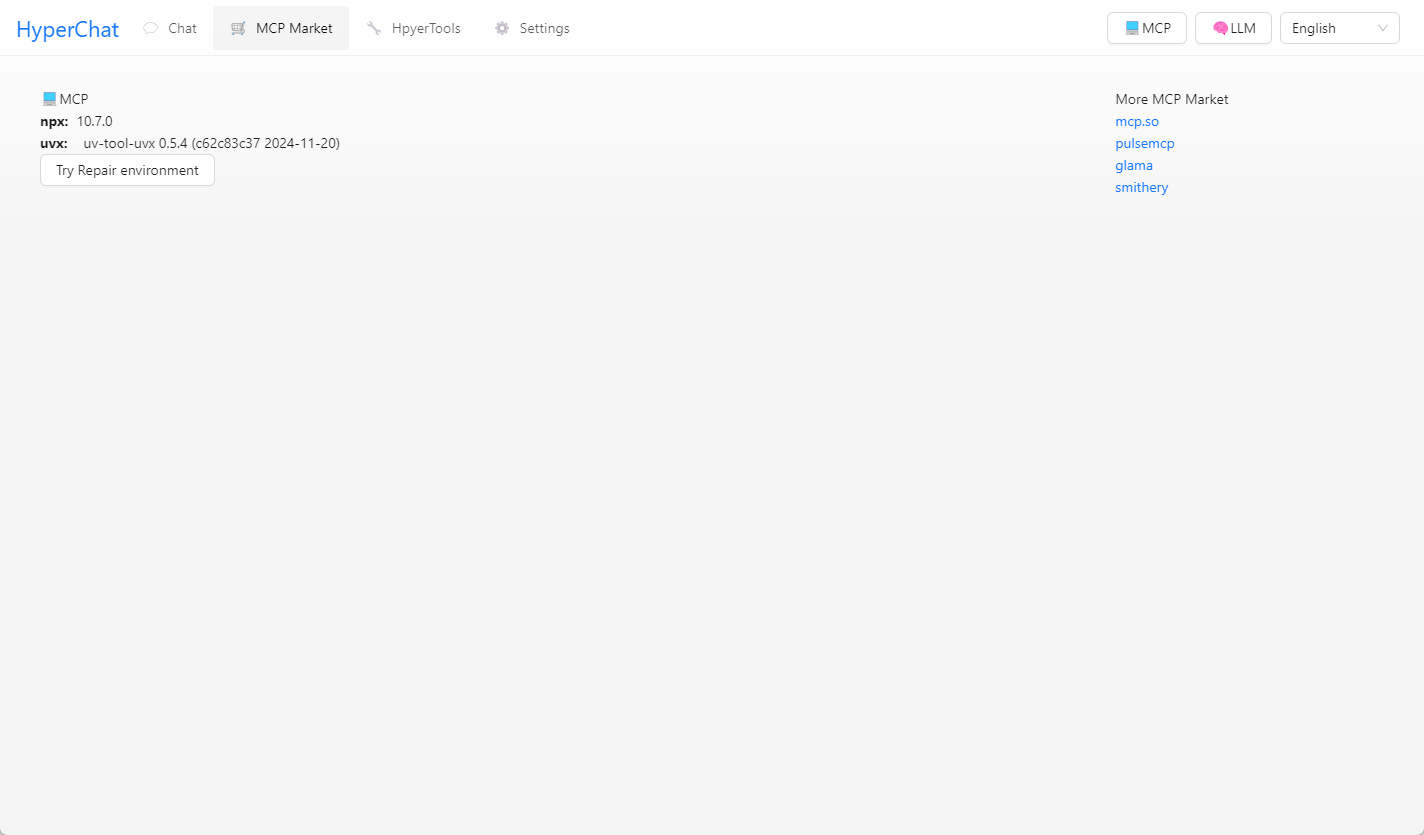 HyperChat Chat MCP Market HpyerTools Settings MCP LLM English
MCP
npx: 10.7.0
uvx: uv-tool-uvx 0.5.4 (c62c83c37 2024-11-20)
Try Repair environment
More MCP Market
mcp.so
pulsemcp
glama
smithery